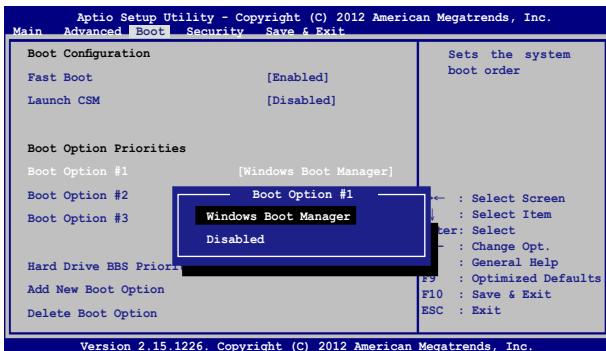 Aptio Setup Utility - Copyright (C) 2012 American Megatrends, Inc.
Main Advanced Boot Security Save & Exit
Boot Configuration
Fast Boot [Enabled]
Launch CSM [Disabled]
Boot Option Priorities
Boot Option #1 [Windows Boot Manager]
Boot Option #2
Boot Option #3
Hard Drive BBS
Add New Boot Option
Delete Boot Option
Boot Option #1
Windows Boot Manager
Disabled
Sets the system
boot order
← : Select Screen
: Select Item
: Select
: Change Opt.
: General Help
F9 : Optimized Defaults
F10 : Save & Exit
ESC : Exit
Version 2.15.1226. Copyright (C) 2012 American Megatrends, Inc.